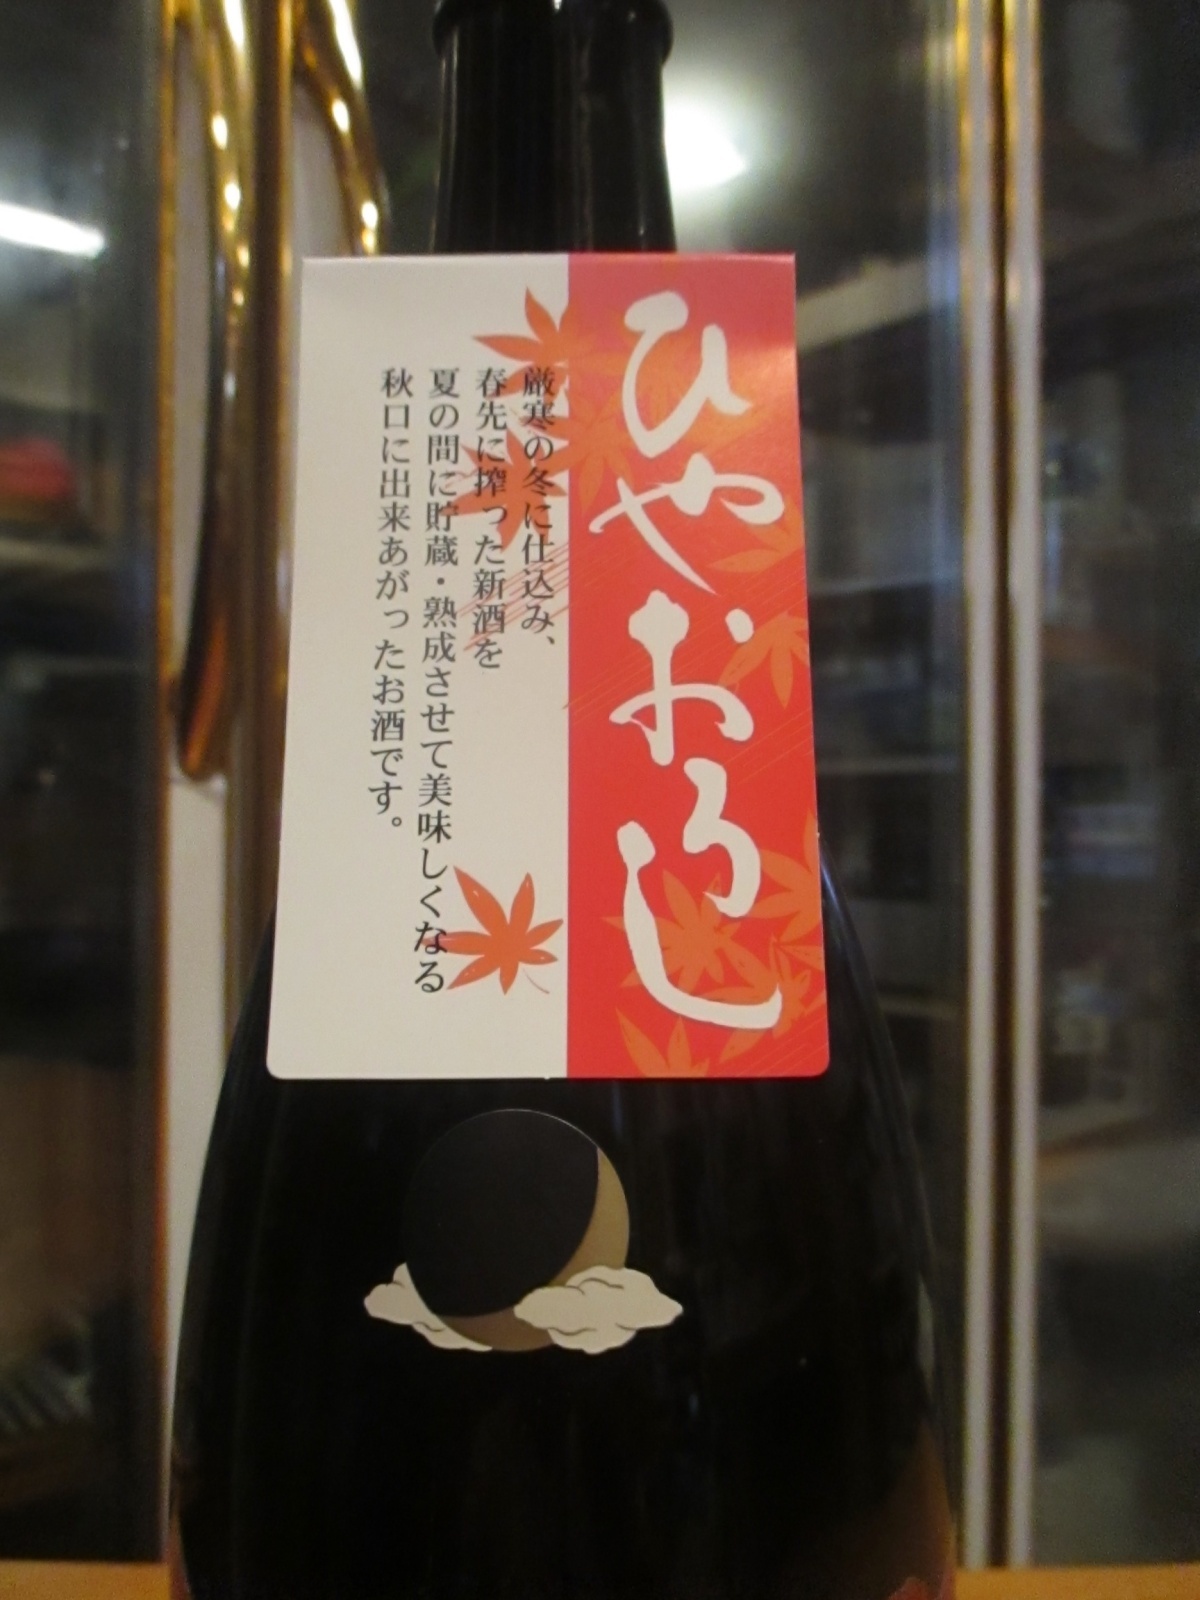 ひやおろし
厳寒の冬に仕込み、
春先に搾った新酒を
夏の間に貯蔵・熟成させて美味しくなる
秋口に出来あがったお酒です。